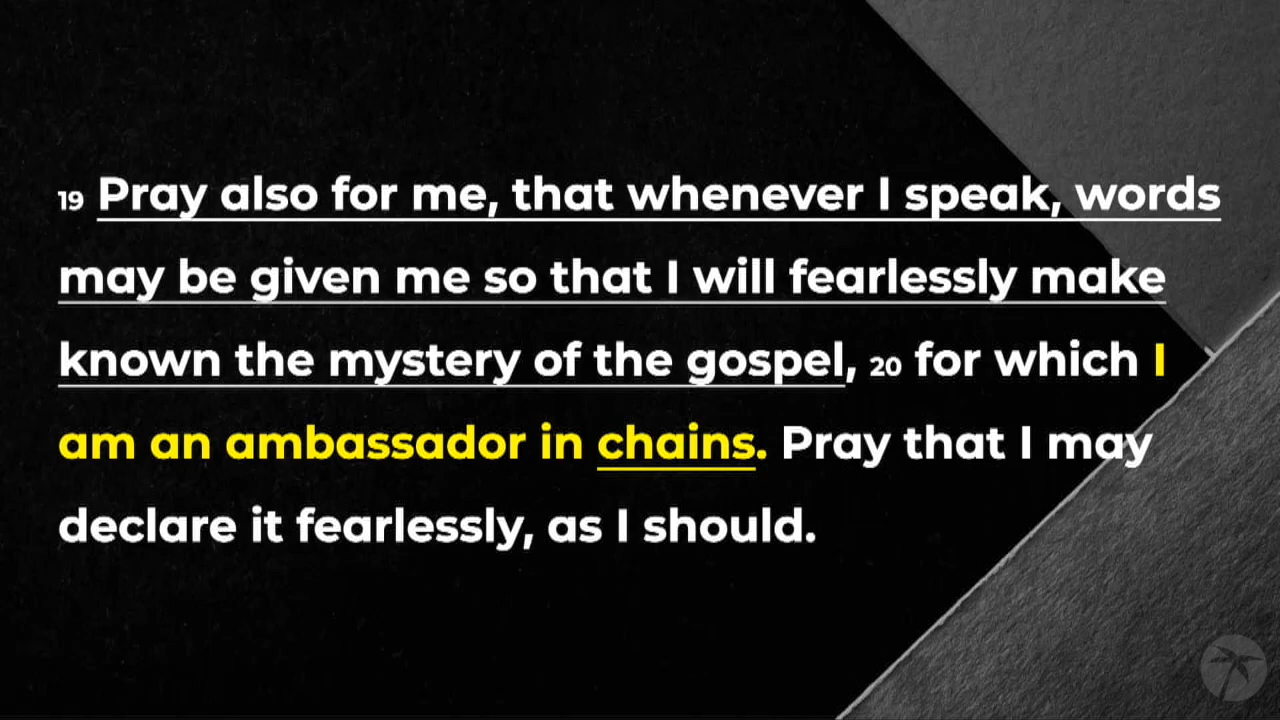 19 Pray also for me, that whenever I speak, words
may be given me so that I will fearlessly make
known the mystery of the gospel, 20 for which I
am an ambassador in chains. Pray that I may
declare it fearlessly, as I should.